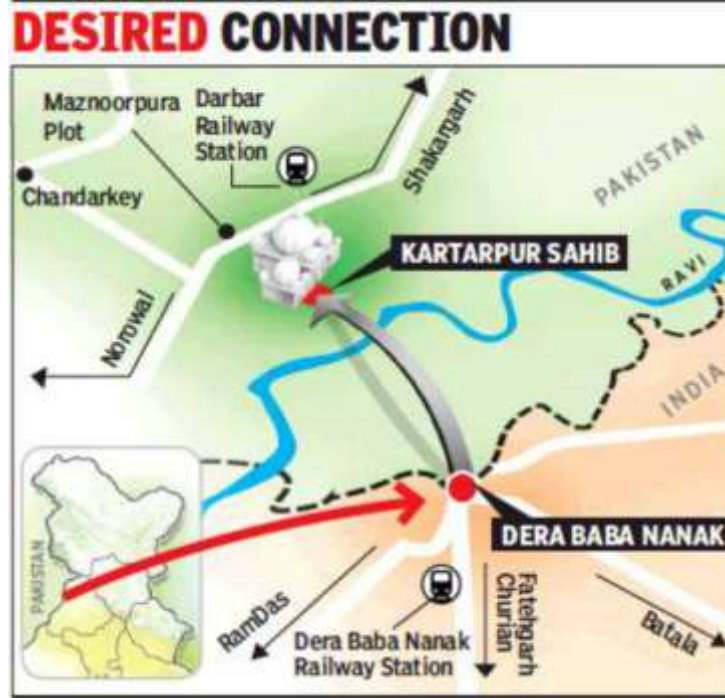 DESIRED CONNECTION
Maznoorpura
Plot
Darbar
Railway
Station
Shakargarh
PAKISTAN
Chandarkey
KARTARPUR SAHIB
RAVI
Norowal
INDIA
DERA BABA NANAK
PAKISTAN
RamDas
Dera Baba Nanak
Railway Station
Fatehgarh
Churian
Batala